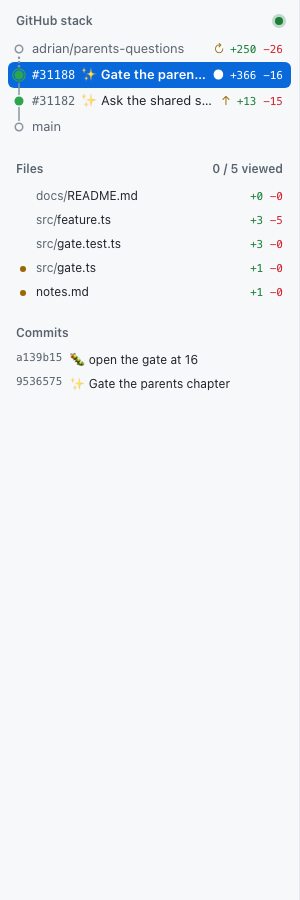 GitHub stack
adrian/parents-questions ↻ +250 −26
#31188 ✨ Gate the paren... +366 −16
#31182 ✨ Ask the shared s... ↑ +13 −15
main
Files 0 / 5 viewed
docs/README.md +0 −0
src/feature.ts +3 −5
src/gate.test.ts +3 −0
src/gate.ts +1 −0
notes.md +1 −0
Commits
a139b15 🐛 open the gate at 16
9536575 ✨ Gate the parents chapter